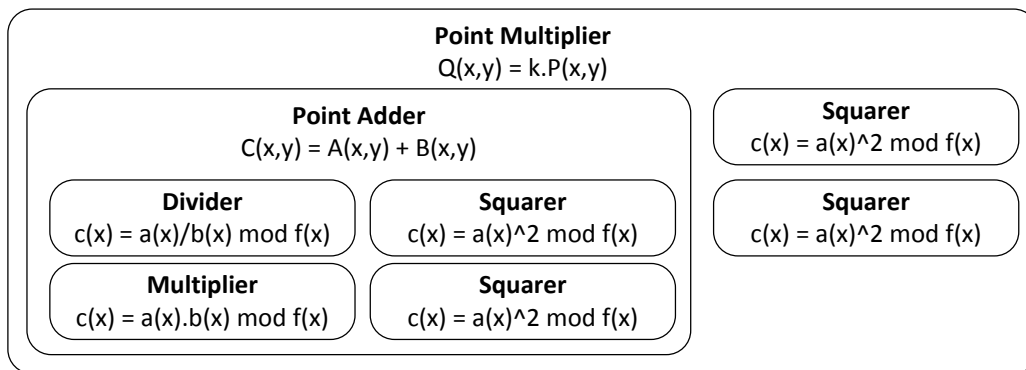 Point Multiplier
Q(x,y) = k.P(x,y)
Point Adder
C(x,y) = A(x,y) + B(x,y)
Divider
c(x) = a(x)/b(x) mod f(x)
Squarer
c(x) = a(x)^2 mod f(x)
Multiplier
c(x) = a(x).b(x) mod f(x)
Squarer
c(x) = a(x)^2 mod f(x)
Squarer
c(x) = a(x)^2 mod f(x)
Squarer
c(x) = a(x)^2 mod f(x)